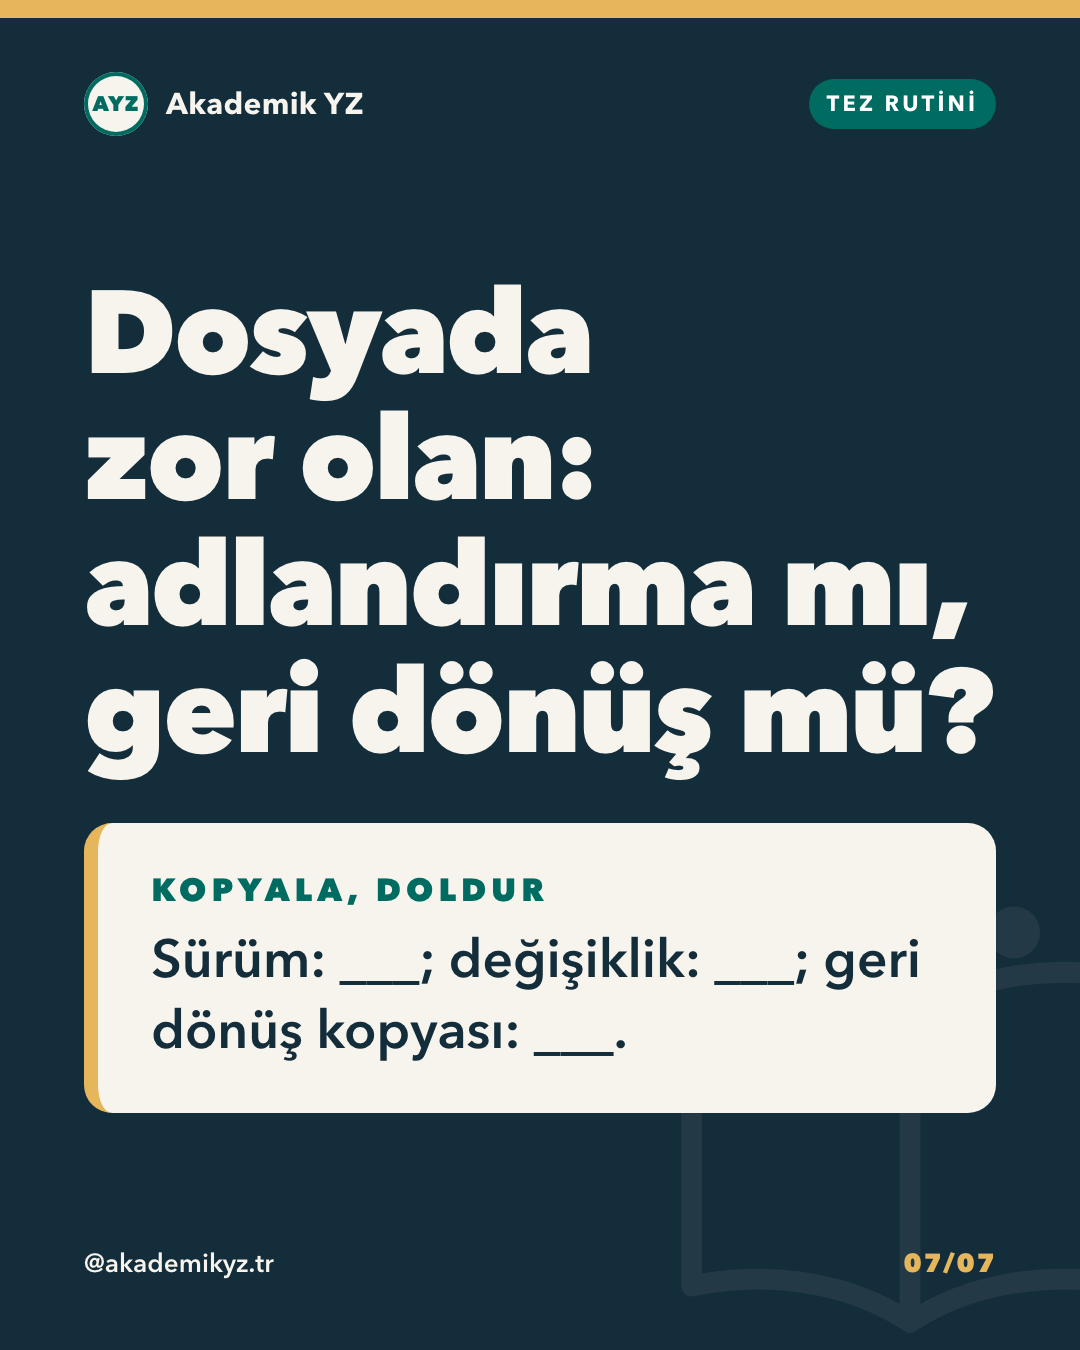 AYZ
Akademik YZ
TEZ RUTİNİ
Dosyada
zor olan:
adlandırma mı,
geri dönüş mü?
KOPYALA, DOLDUR
Sürüm: ___; değişiklik: ___; geri
dönüş kopyası: ___.
@akademikyz.tr
07/07